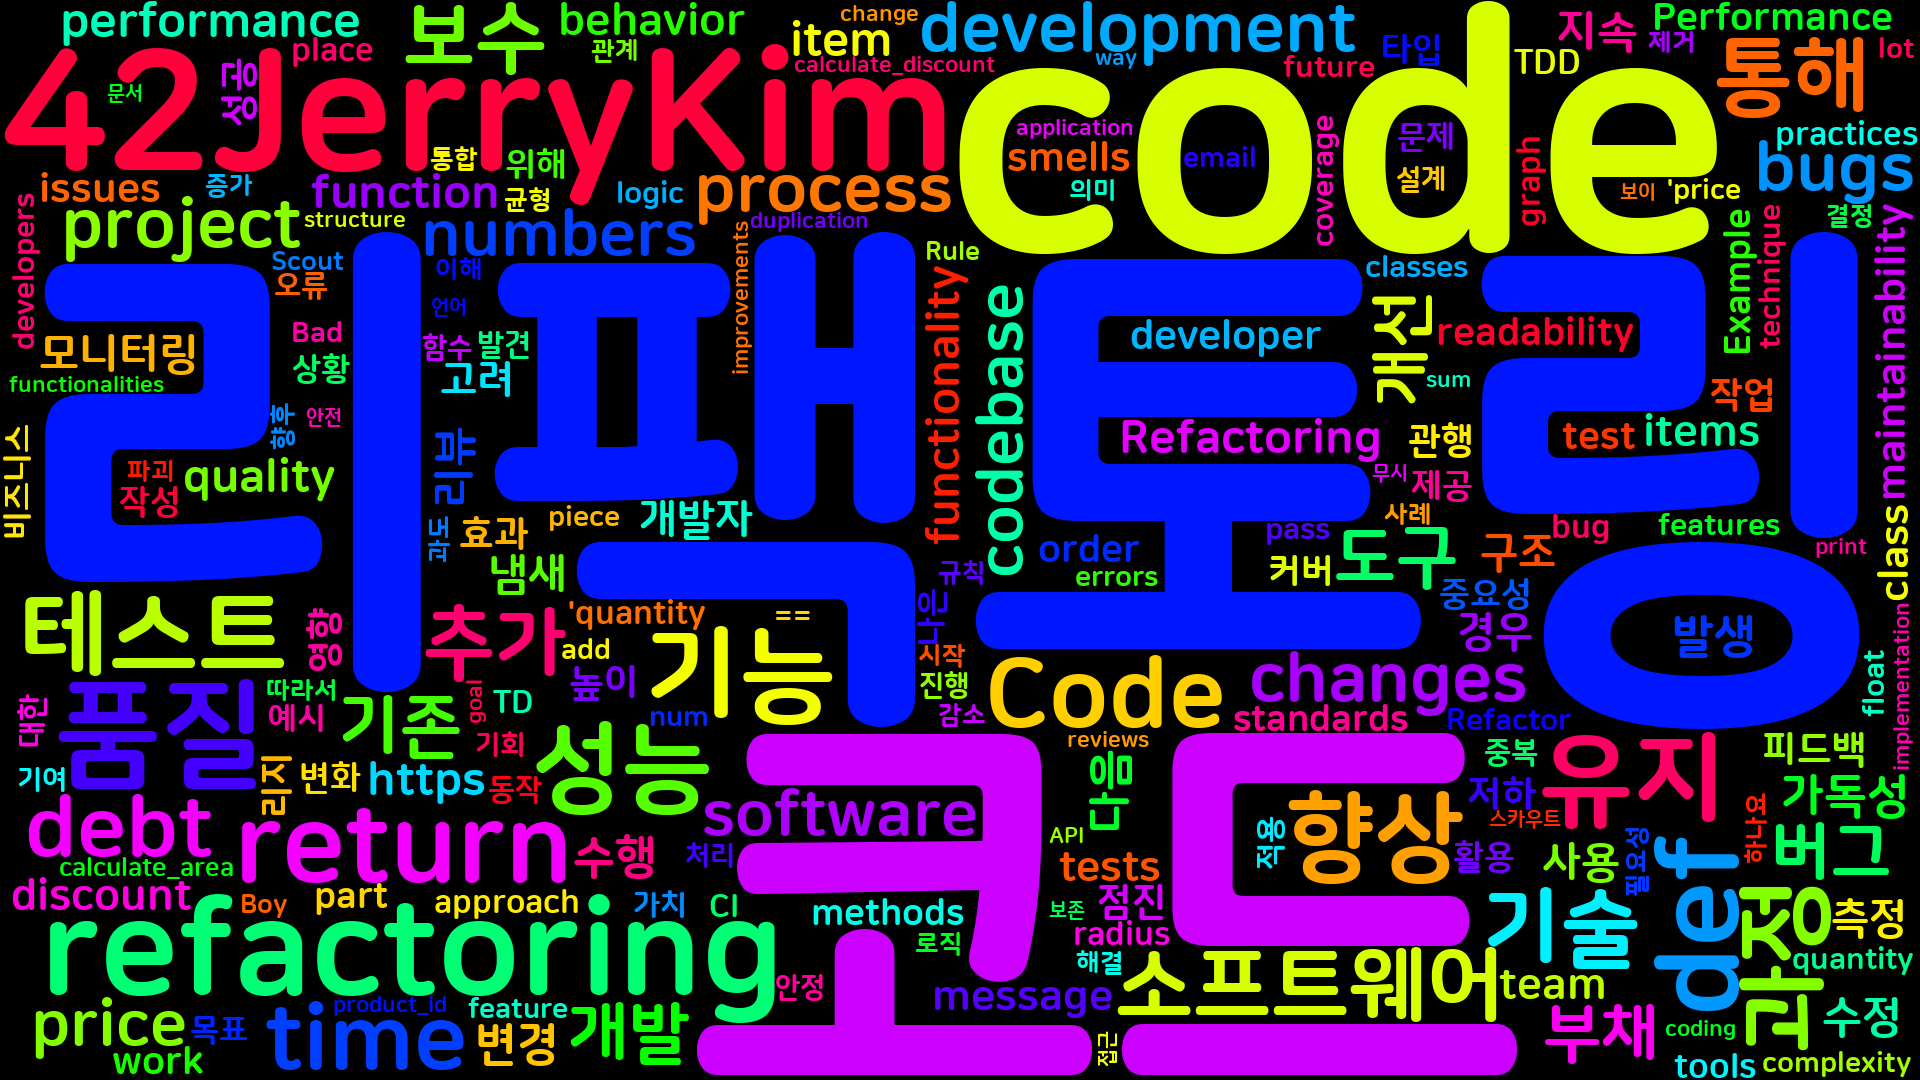 performance
place
성공
보수
behavior
관계
item
change
calculate_discount
development
way
future
타입
지속
제거
Performance
lot
TDD
통해
42JerryKim
문서
code
application
smells
email
coverage
문제
설계
의미
graph
보이
'price
practices
bugs
issues
증가
function
통합
위해
균형
logic
process
developers
project
structure
numbers
improvements
duplication
Rule
결정
Example
technique
maintainability
Scout
오류
이해
언어
리팩토링
functionality
codebase
classes
developer
개선
readability
모니터링
Bad
상황
함수
발견
고려
functionalities
향후
안전
sum
작업
Refactoring
관행
test
items
비즈니스
파괴
작성
quality
리뷰
과도
효과
piece
개발자
냄새
무시
제공
사례
bug
features
print
class
order
errors
pass
커버
도구
구조
중요성
규칙
나은
테스트
영향
추가
'quantity
==
add
기능
시작
진행
감소
경우
발생
float
implementation
대한
품질
따라서
예시
기존
goal
TD
기회
높이
num
성능
Code
changes
standards
Refactor
기여
리지
변화
https
동작
reviews
다음
중복
유지
피드백
저하
가독성
스카우트
하나요
debt
return
수행
software
처리
코드
API
tests
적용
향상
활용
사용
필요성
def
버그
calculate_area
discount
Boy
part
approach
가치
CI
methods
보존
점진
radius
로직
해결
기술
과정
측정
quantity
refactoring
안정
message
소프트웨어
team
price
목표
time
product_id
feature
변경
개발
접근
부채
coding
수정
work
tools
complexity